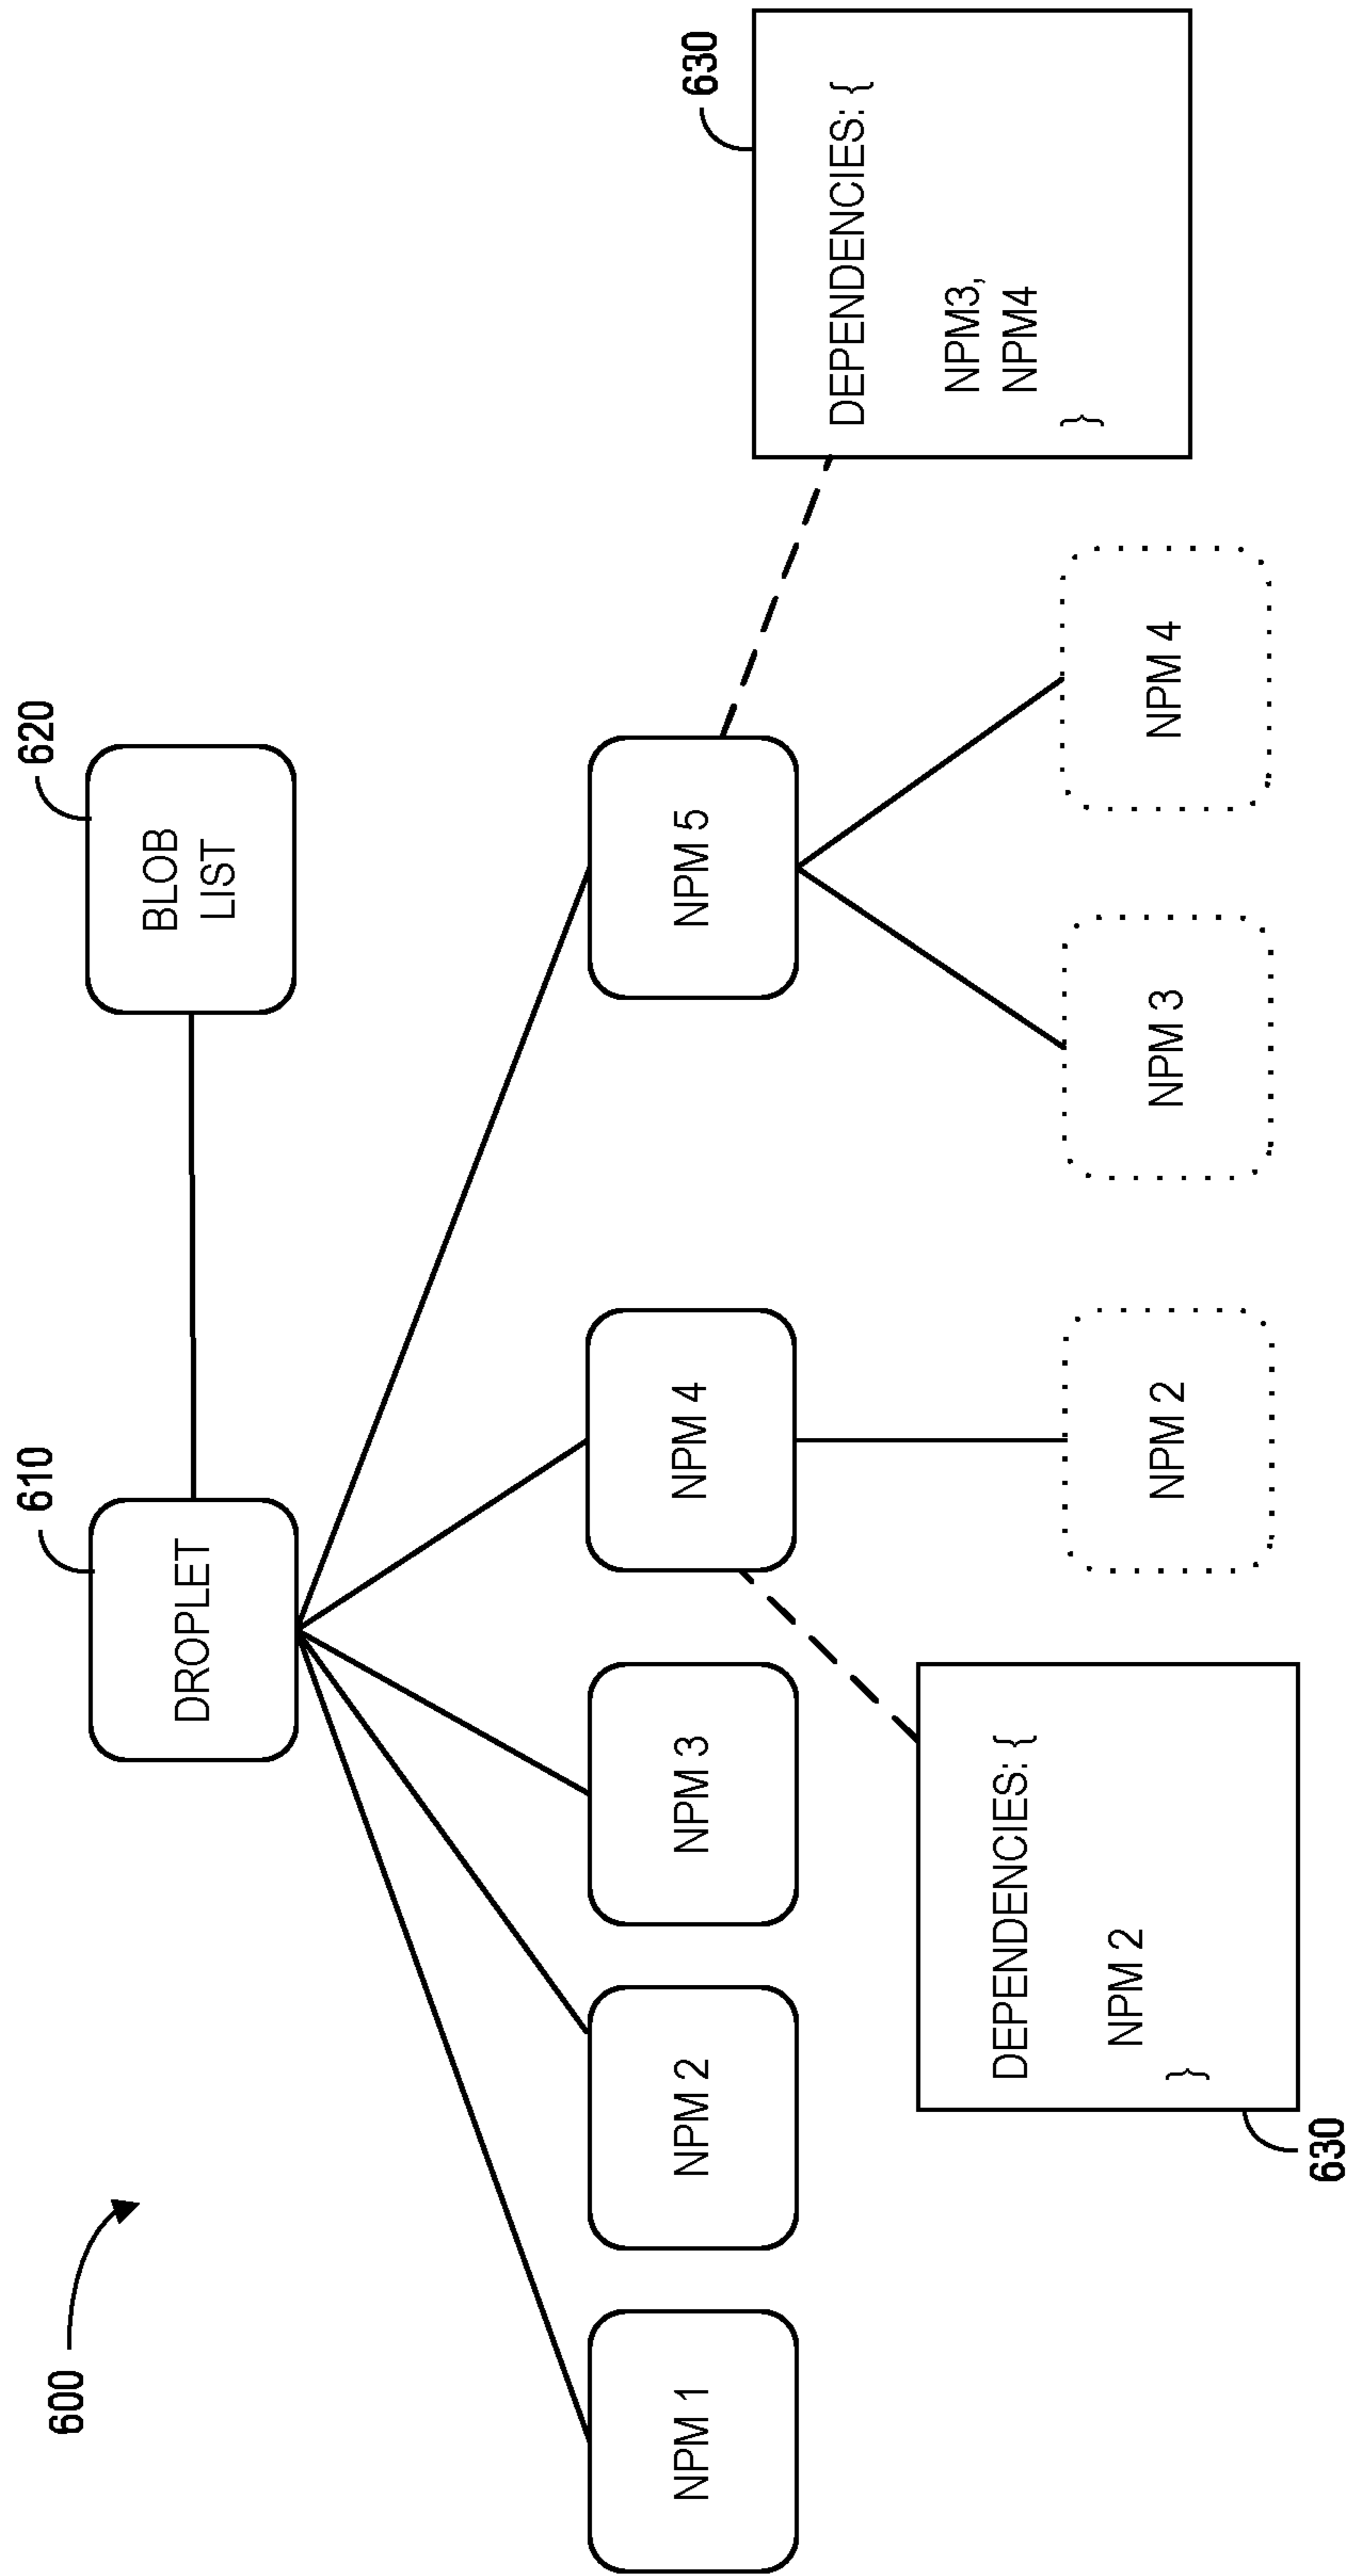 600
610
DROPLET
620
BLOB
LIST
NPM 1
NPM 2
NPM 3
NPM 4
NPM 5
630
DEPENDENCIES: {
NPM3,
NPM4
}
630
DEPENDENCIES: {
NPM 2
}
NPM 2
NPM 3
NPM 4